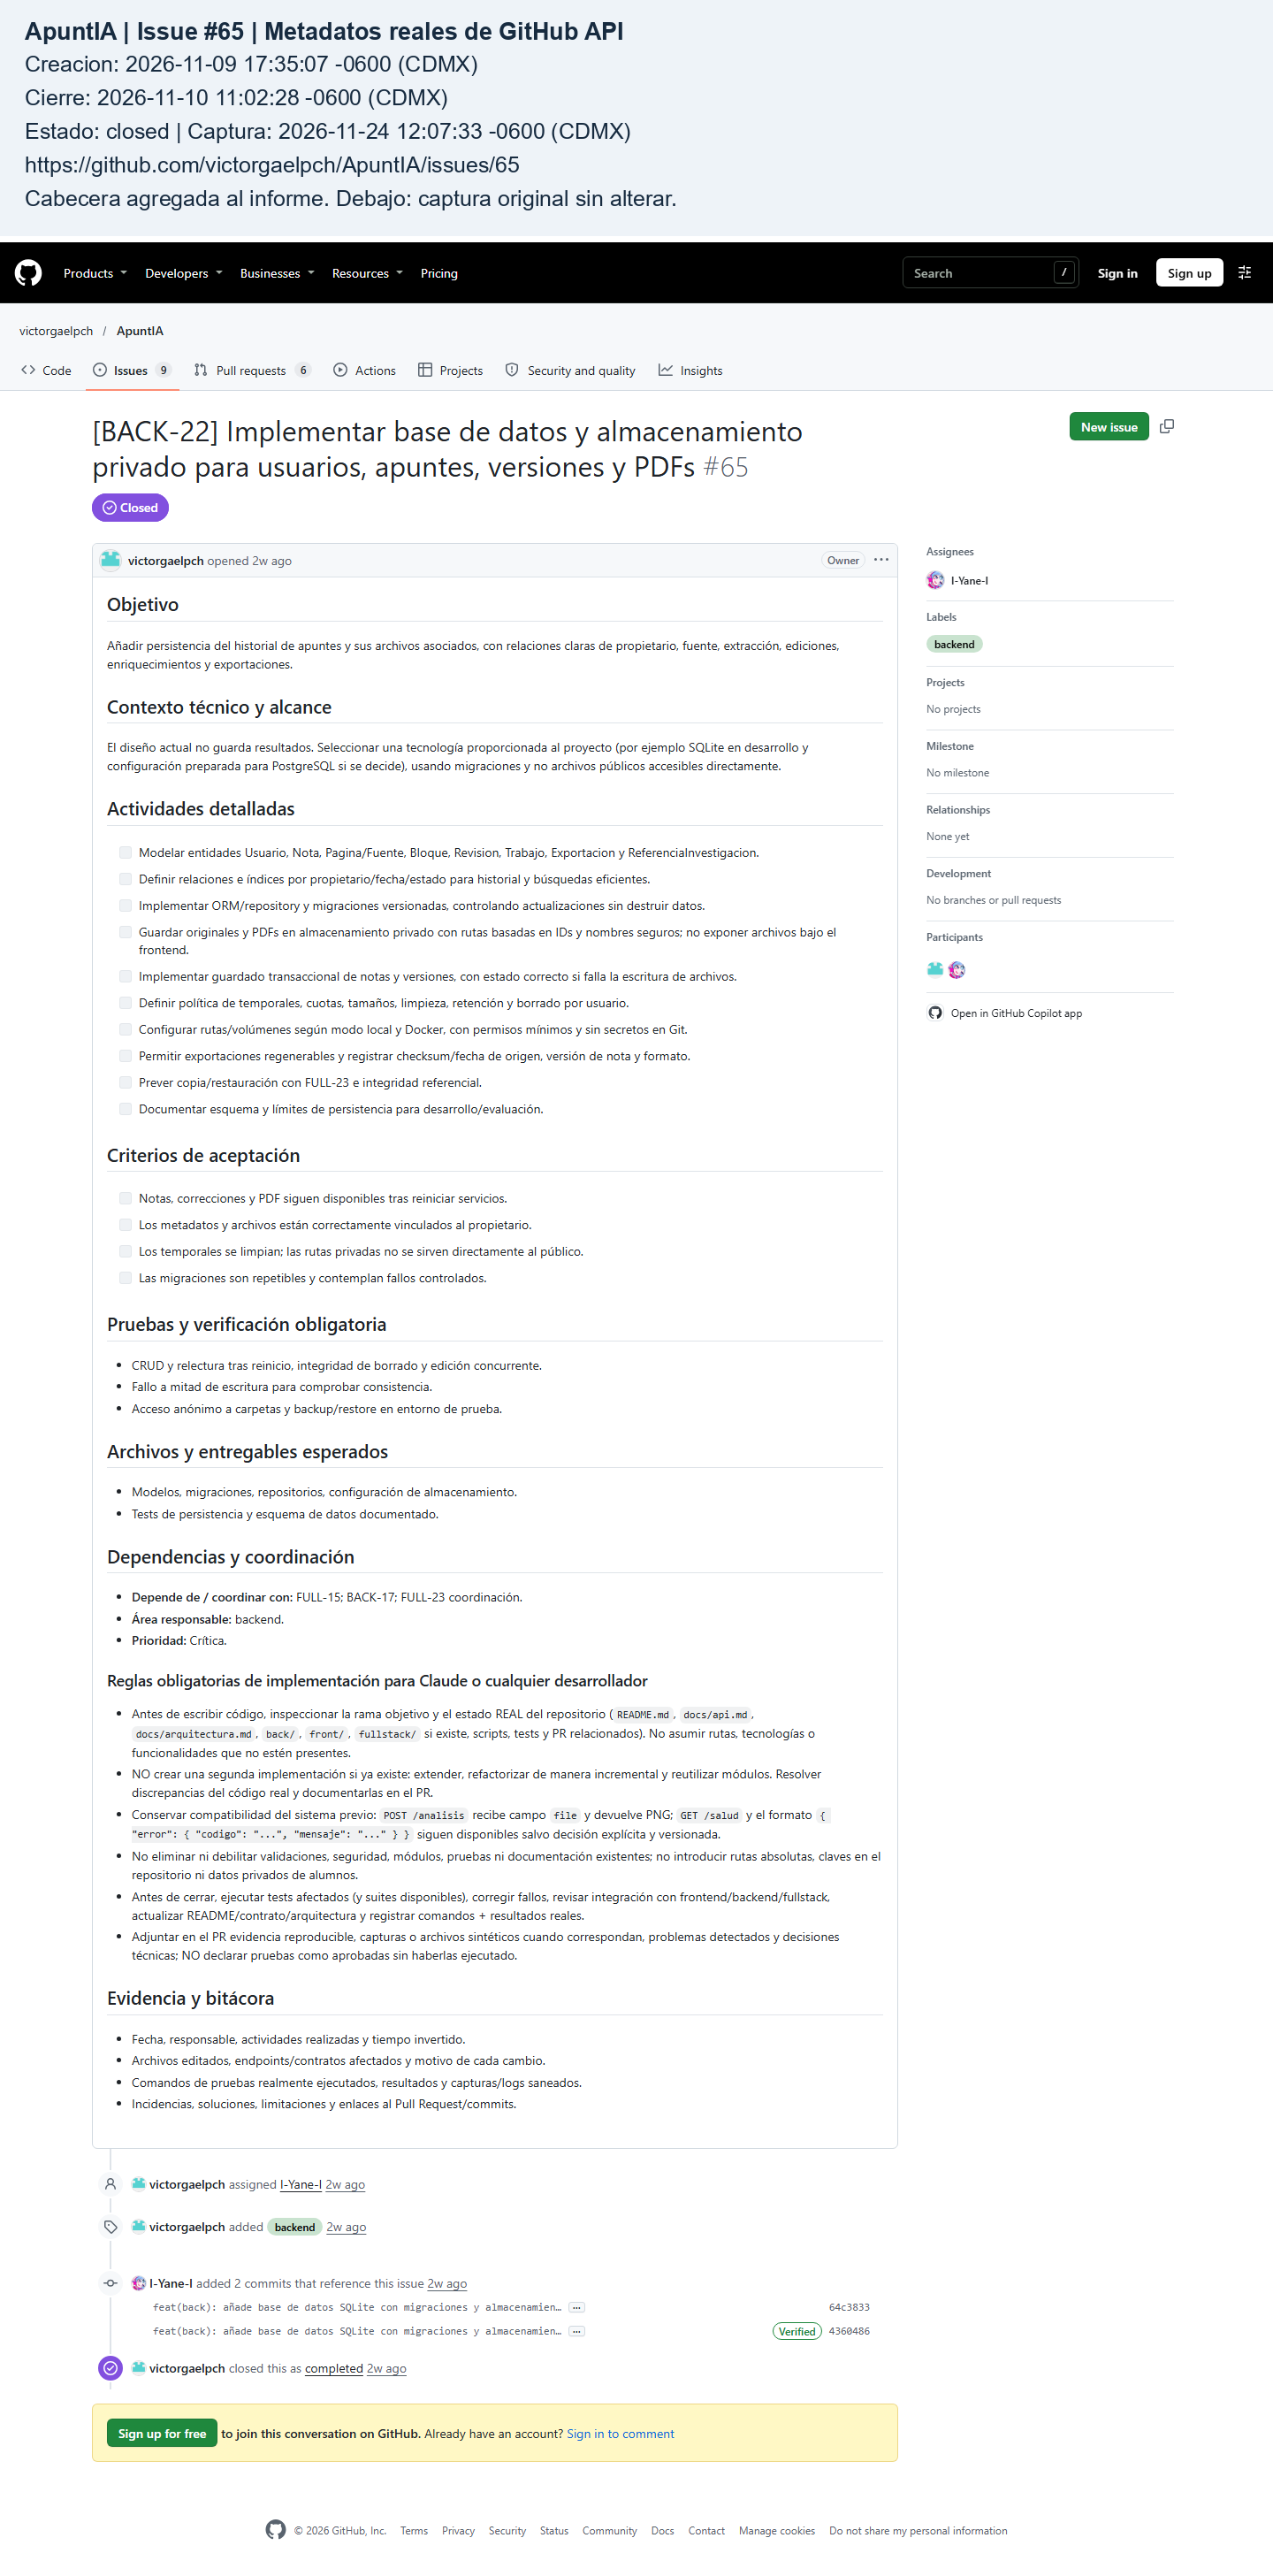 ApuntIA | Issue #65 | Metadatos reales de GitHub API
Creacion: 2026-11-09 17:35:07 -0600 (CDMX)
Cierre: 2026-11-10 11:02:28 -0600 (CDMX)
Estado: closed | Captura: 2026-11-24 12:07:33 -0600 (CDMX)
https://github.com/victorgaelpch/ApuntIA/issues/65
Cabecera agregada al informe. Debajo: captura original sin alterar.
Products Developers Businesses Resources Pricing Search / Sign in Sign up
victorgaelpch / ApuntIA
Code Issues 9 Pull requests 6 Actions Projects Security and quality Insights
[BACK-22] Implementar base de datos y almacenamiento
privado para usuarios, apuntes, versiones y PDFs #65
New issue
Closed
victorgaelpch opened 2w ago Owner
Objetivo
Añadir persistencia del historial de apuntes y sus archivos asociados, con relaciones claras de propietario, fuente, extracción, ediciones,
enriquecimientos y exportaciones.
Contexto técnico y alcance
El diseño actual no guarda resultados. Seleccionar una tecnología proporcionada al proyecto (por ejemplo SQLite en desarrollo y
configuración preparada para PostgreSQL si se decide), usando migraciones y no archivos públicos accesibles directamente.
Actividades detalladas
Modelar entidades Usuario, Nota, Pagina/Fuente, Bloque, Revision, Trabajo, Exportacion y ReferenciaInvestigacion.
Definir relaciones e índices por propietario/fecha/estado para historial y búsquedas eficientes.
Implementar ORM/repository y migraciones versionadas, controlando actualizaciones sin destruir datos.
Guardar originales y PDFs en almacenamiento privado con rutas basadas en IDs y nombres seguros; no exponer archivos bajo el
frontend.
Implementar guardado transaccional de notas y versiones, con estado correcto si falla la escritura de archivos.
Definir política de temporales, cuotas, tamaños, limpieza, retención y borrado por usuario.
Configurar rutas/volúmenes según modo local y Docker, con permisos mínimos y sin secretos en Git.
Permitir exportaciones regenerables y registrar checksum/fecha de origen, versión de nota y formato.
Prever copia/restauración con FULL-23 e integridad referencial.
Documentar esquema y límites de persistencia para desarrollo/evaluación.
Criterios de aceptación
Notas, correcciones y PDF siguen disponibles tras reiniciar servicios.
Los metadatos y archivos están correctamente vinculados al propietario.
Los temporales se limpian; las rutas privadas no se sirven directamente al público.
Las migraciones son repetibles y contemplan fallos controlados.
Pruebas y verificación obligatoria
• CRUD y relectura tras reinicio, integridad de borrado y edición concurrente.
• Fallo a mitad de escritura para comprobar consistencia.
• Acceso anónimo a carpetas y backup/restore en entorno de prueba.
Archivos y entregables esperados
• Modelos, migraciones, repositorios, configuración de almacenamiento.
• Tests de persistencia y esquema de datos documentado.
Dependencias y coordinación
• Depende de / coordinar con: FULL-15; BACK-17; FULL-23 coordinación.
• Área responsable: backend.
• Prioridad: Crítica.
Reglas obligatorias de implementación para Claude o cualquier desarrollador
• Antes de escribir código, inspeccionar la rama objetivo y el estado REAL del repositorio ( README.md , docs/api.md ,
docs/arquitectura.md , back/ , front/ , fullstack/ si existe, scripts, tests y PR relacionados). No asumir rutas, tecnologías o
funcionalidades que no estén presentes.
• NO crear una segunda implementación si ya existe: extender, refactorizar de manera incremental y reutilizar módulos. Resolver
discrepancias del código real y documentarlas en el PR.
• Conservar compatibilidad del sistema previo: POST /analisis recibe campo file y devuelve PNG; GET /salud y el formato {
"error": { "codigo": "...", "mensaje": "..." } } siguen disponibles salvo decisión explícita y versionada.
• No eliminar ni debilitar validaciones, seguridad, módulos, pruebas ni documentación existentes; no introducir rutas absolutas, claves en el
repositorio ni datos privados de alumnos.
• Antes de cerrar, ejecutar tests afectados (y suites disponibles), corregir fallos, revisar integración con frontend/backend/fullstack,
actualizar README/contrato/arquitectura y registrar comandos + resultados reales.
• Adjuntar en el PR evidencia reproducible, capturas o archivos sintéticos cuando correspondan, problemas detectados y decisiones
técnicas; NO declarar pruebas como aprobadas sin haberlas ejecutado.
Evidencia y bitácora
• Fecha, responsable, actividades realizadas y tiempo invertido.
• Archivos editados, endpoints/contratos afectados y motivo de cada cambio.
• Comandos de pruebas realmente ejecutados, resultados y capturas/logs saneados.
• Incidencias, soluciones, limitaciones y enlaces al Pull Request/commits.
Assignees
I-Yane-I
Labels
backend
Projects
No projects
Milestone
No milestone
Relationships
None yet
Development
No branches or pull requests
Participants
Open in GitHub Copilot app
victorgaelpch assigned I-Yane-I 2w ago
victorgaelpch added backend 2w ago
I-Yane-I added 2 commits that reference this issue 2w ago
feat(back): añade base de datos SQLite con migraciones y almacenamien… ... 64c3833
feat(back): añade base de datos SQLite con migraciones y almacenamien… ... Verified 4360486
victorgaelpch closed this as completed 2w ago
Sign up for free to join this conversation on GitHub. Already have an account? Sign in to comment
© 2026 GitHub, Inc. Terms Privacy Security Status Community Docs Contact Manage cookies Do not share my personal information